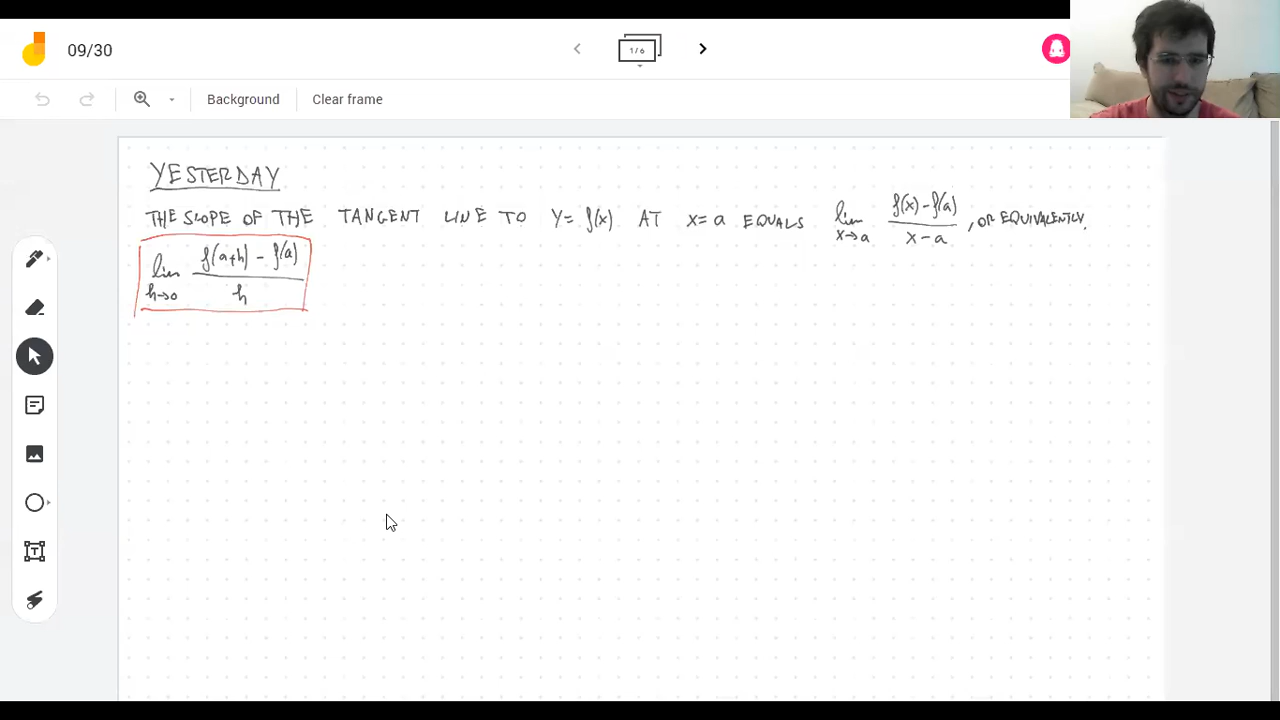 09/30
1/6
Background
Clear frame
YESTERDAY
THE SLOPE OF THE TANGENT LINE TO Y = f(x) AT x = a EQUALS lim x→a f(x) - f(a) / x - a , OR EQUIVALENTLY,
lim h→0 f(a+h) - f(a) / h